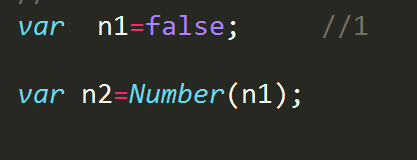 var n1=false; //1
var n2=Number(n1);